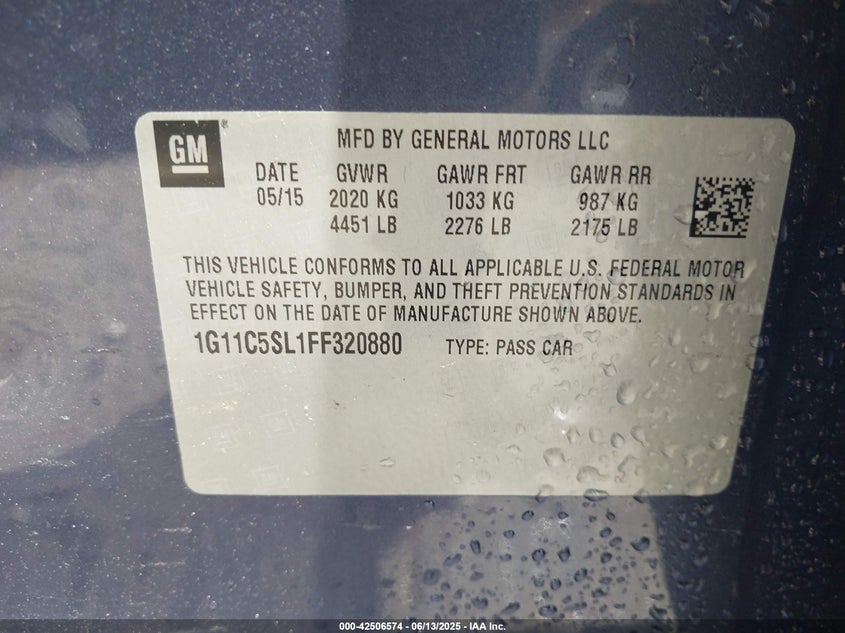 GM®
MFD BY GENERAL MOTORS LLC
DATE GVWR GAWR FRT GAWR RR
05/15 2020 KG 1033 KG 987 KG
4451 LB 2276 LB 2175 LB
THIS VEHICLE CONFORMS TO ALL APPLICABLE U.S. FEDERAL MOTOR
VEHICLE SAFETY, BUMPER, AND THEFT PREVENTION STANDARDS IN
EFFECT ON THE DATE OF MANUFACTURE SHOWN ABOVE.
1G11C5SL1FF320880 TYPE: PASS CAR
000-42506574 | 06/13/2025 - IAA Inc.